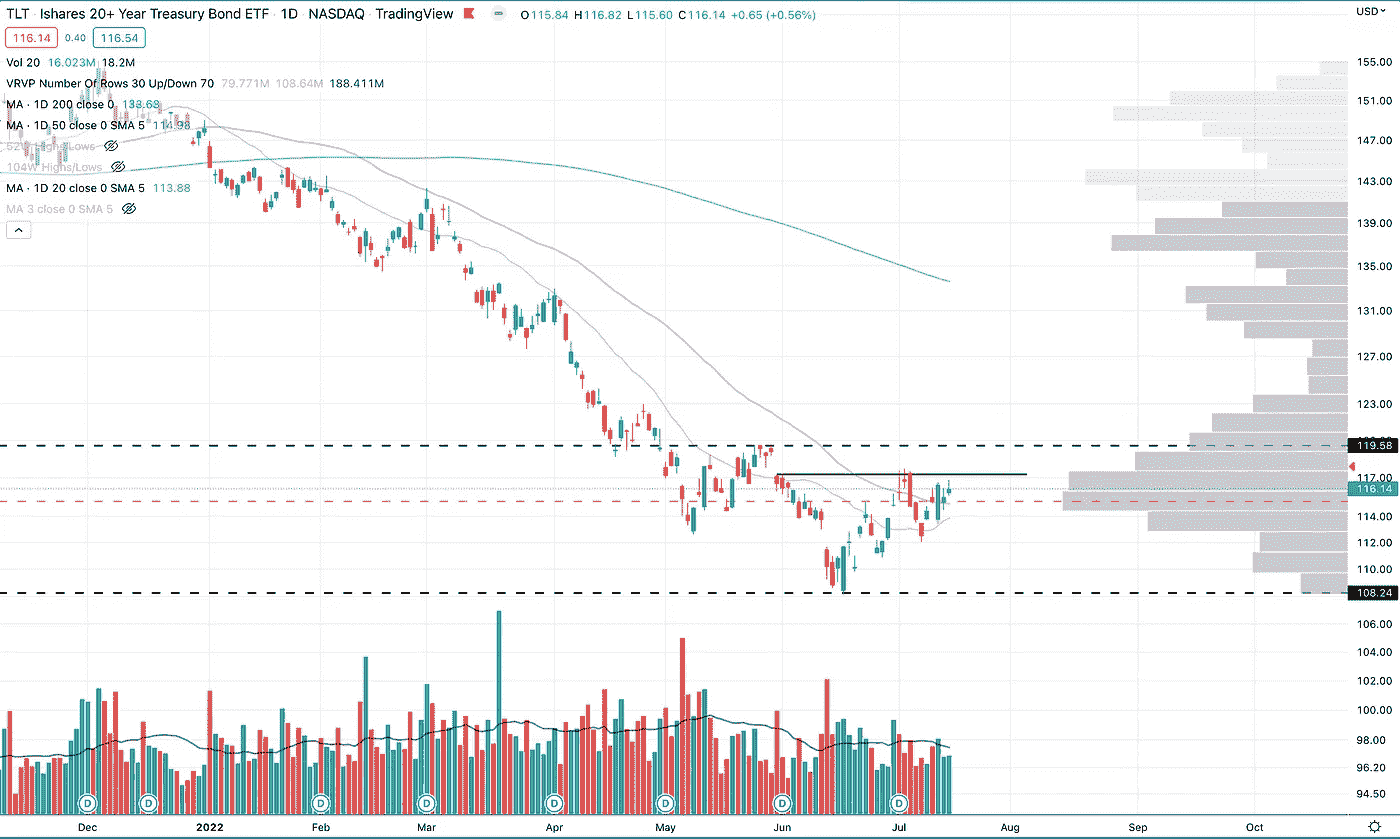 TLT · Ishares 20+ Year Treasury Bond ETF · 1D · NASDAQ · TradingView O115.84 H116.82 L115.60 C116.14 +0.65 (+0.56%)
USD
116.14 0.40 116.54
Vol 20 16.023M 18.2M
VRVP Number Of Rows 30 Up/Down 70 79.771M 108.64M 188.411M
MA · 1D 200 close 0 133.68
MA · 1D 50 close 0 SMA 5 114.98
52W Highs/Lows
104W Highs/Lows
MA · 1D 20 close 0 SMA 5 113.88
MA 3 close 0 SMA 5
155.00
151.00
147.00
143.00
139.00
135.00
131.00
127.00
123.00
119.58
117.00
116.14
114.00
112.00
110.00
108.24
106.00
104.00
102.00
100.00
98.00
96.20
94.50
D D D D D D D D
Dec 2022 Feb Mar Apr May Jun Jul Aug Sep Oct